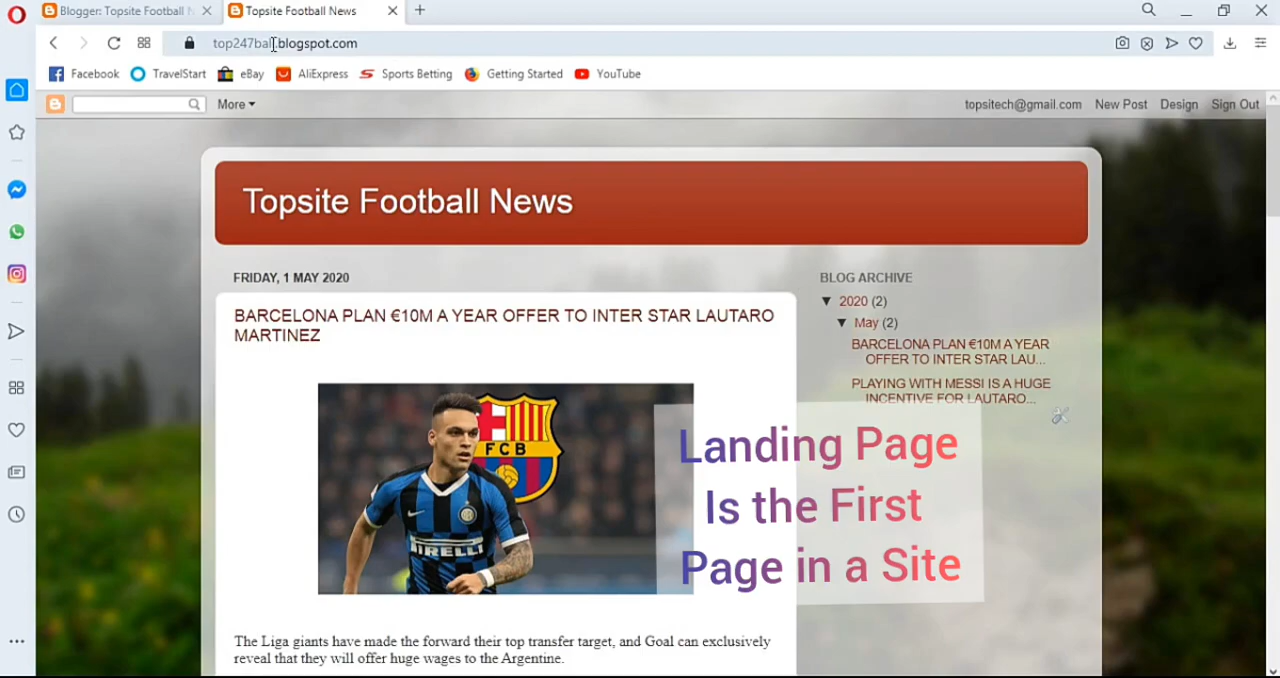 Blogger: Topsite Football N
Topsite Football News
top247ball.blogspot.com
Facebook
TravelStart
eBay
AliExpress
Sports Betting
Getting Started
YouTube
More
topsitech@gmail.com
New Post
Design
Sign Out
Topsite Football News
FRIDAY, 1 MAY 2020
BARCELONA PLAN €10M A YEAR OFFER TO INTER STAR LAUTARO
MARTINEZ
FCB
PIRELLI
The Liga giants have made the forward their top transfer target, and Goal can exclusively
reveal that they will offer huge wages to the Argentine.
BLOG ARCHIVE
▼ 2020 (2)
▼ May (2)
BARCELONA PLAN €10M A YEAR
OFFER TO INTER STAR LAU...
PLAYING WITH MESSI IS A HUGE
INCENTIVE FOR LAUTARO...
Landing Page
Is the First
Page in a Site